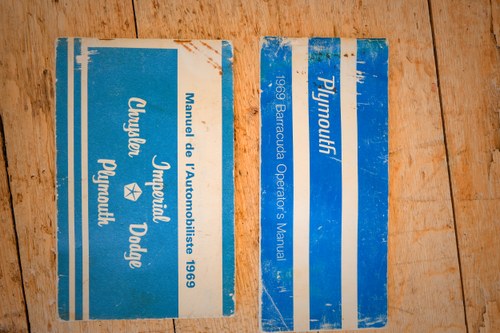 Manuel de l'Automobiliste 1969
Imperial Dodge
Chrysler Plymouth
Plymouth
1969 Barracuda Operator's Manual